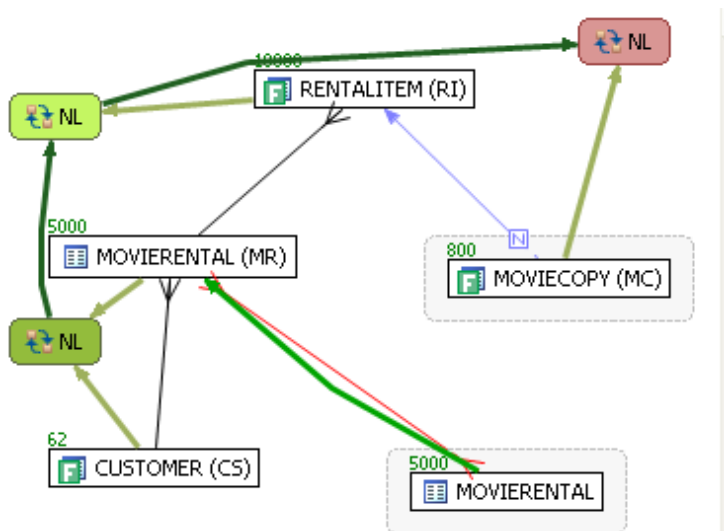 NL
10000
RENTALITEM (RI)
NL
5000
MOVIERENTAL (MR)
N
800
MOVIECOPY (MC)
NL
62
CUSTOMER (CS)
5000
MOVIERENTAL